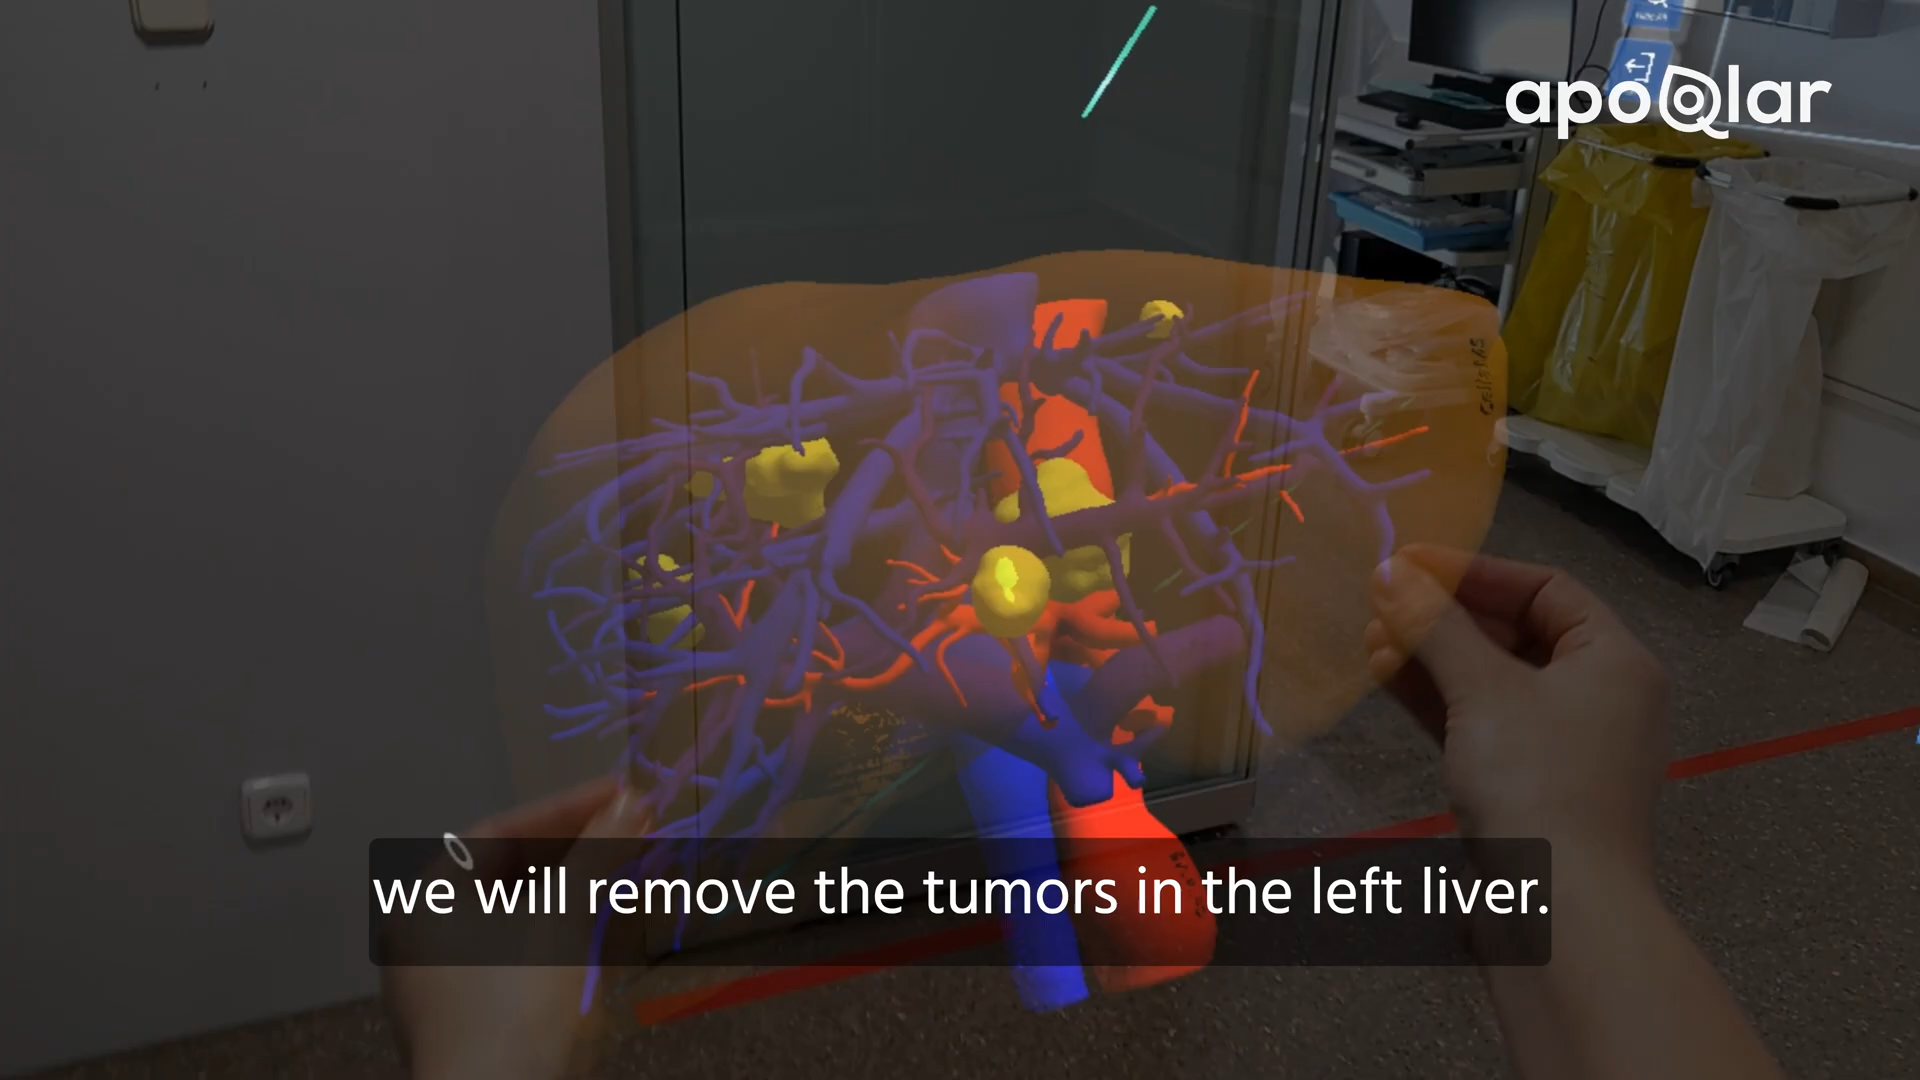 apoQlar
we will remove the tumors in the left liver.